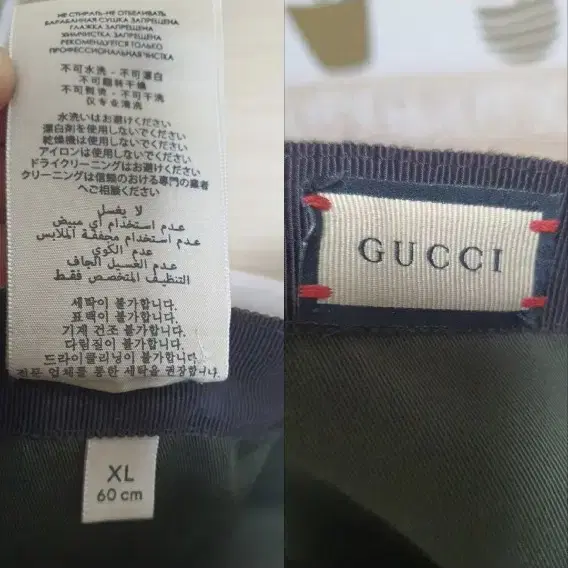 НЕ СТИРАТЬ-НЕ ОТБЕЛИВАТЬ
БАРАБАННАЯ СУШКА ЗАПРЕЩЕНА
ГЛАЖКА ЗАПРЕЩЕНА
ХИМЧИСТКА ЗАПРЕЩЕНА
РЕКОМЕНДУЕТСЯ ТОЛЬКО
ПРОФЕССИОНАЛЬНАЯ ЧИСТКА
不可水洗 - 不可漂白
不可翻转干燥
不可熨烫 - 不可干洗
仅专业清洗
水洗いはお避けください
漂白剤を使用しないでください
乾燥機は使用しないでください
アイロンは使用しないでください
ドライクリーニングはお避けください
クリーニングは信頼のおける専門の業者
へご相談ください
لا يغسل
عدم استخدام أي مبيض
عدم استخدام مجففة الملابس
عدم الكوي
عدم الغسيل الجاف
التنظيف المتخصص فقط
세탁이 불가합니다.
표백이 불가합니다.
기계 건조 불가합니다.
다림질이 불가합니다.
드라이클리닝이 불가합니다.
전문 업체를 통한 세탁을 권장합니다.
XL
60 cm
GUCCI